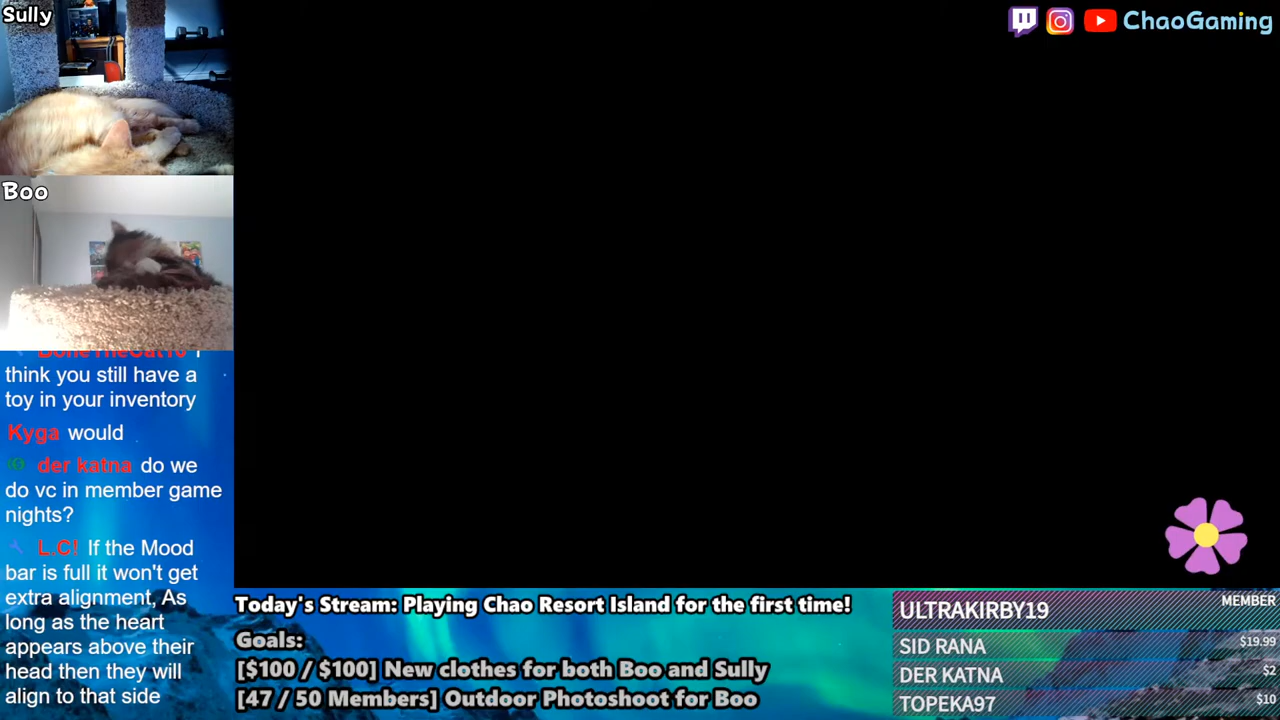 Sully
ChaoGaming
Boo
BoneTheCat10 I
think you still have a
toy in your inventory
Kyga would
der katna do we
do vc in member game
nights?
L.C! If the Mood
bar is full it won't get
extra alignment, As
long as the heart
appears above their
head then they will
align to that side
Today's Stream: Playing Chao Resort Island for the first time!
Goals:
[$100 / $100] New clothes for both Boo and Sully
[47 / 50 Members] Outdoor Photoshoot for Boo
ULTRAKIRBY19 MEMBER
SID RANA $19.99
DER KATNA $2
TOPEKA97 $10